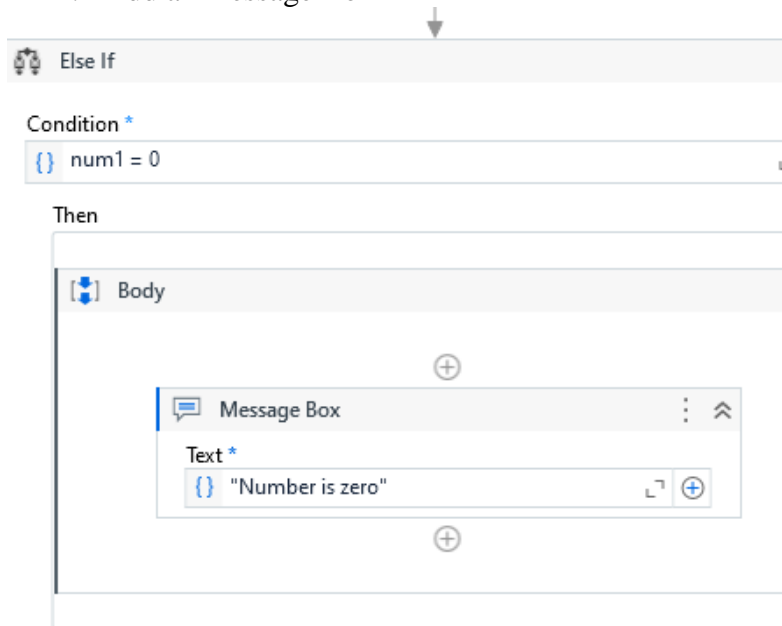 Else If
Condition *
{} num1 = 0
Then
Body
Message Box
Text *
{} "Number is zero"